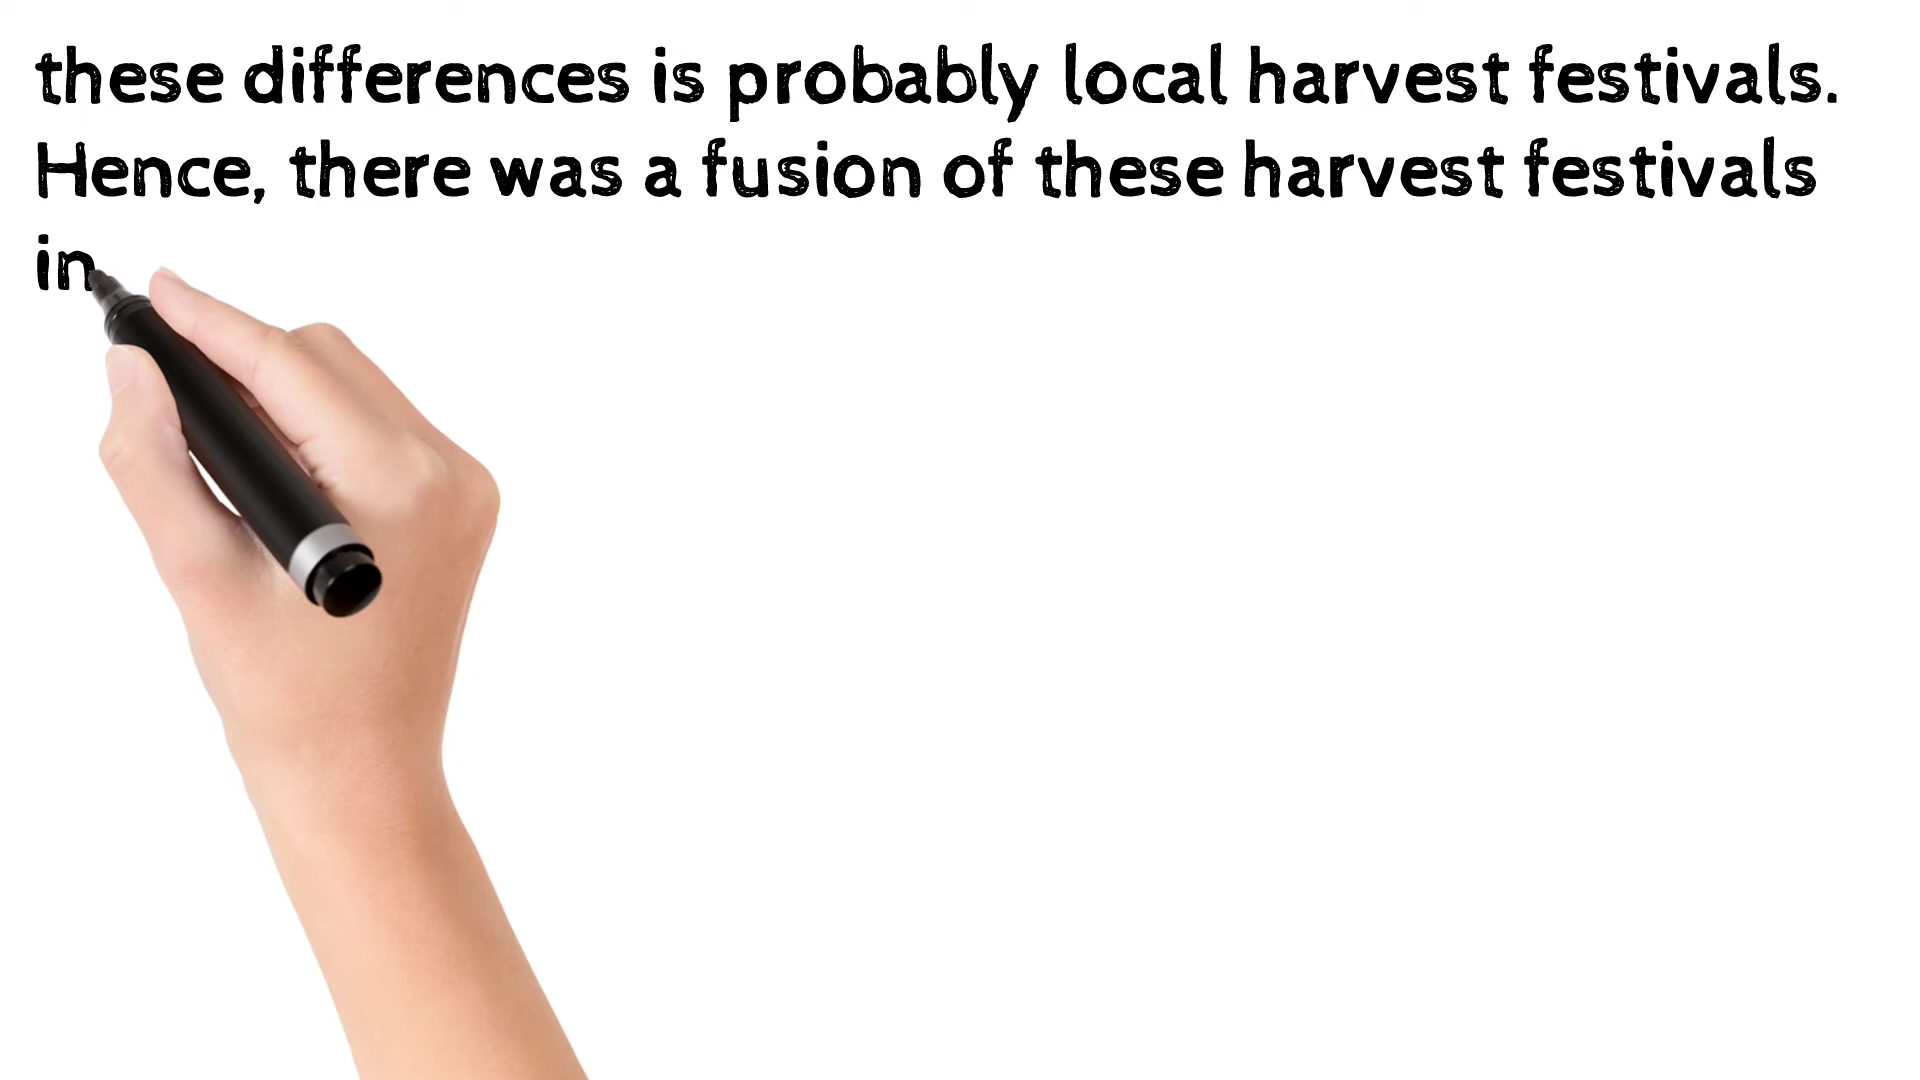 these differences is probably local harvest festivals.
Hence, there was a fusion of these harvest festivals
in